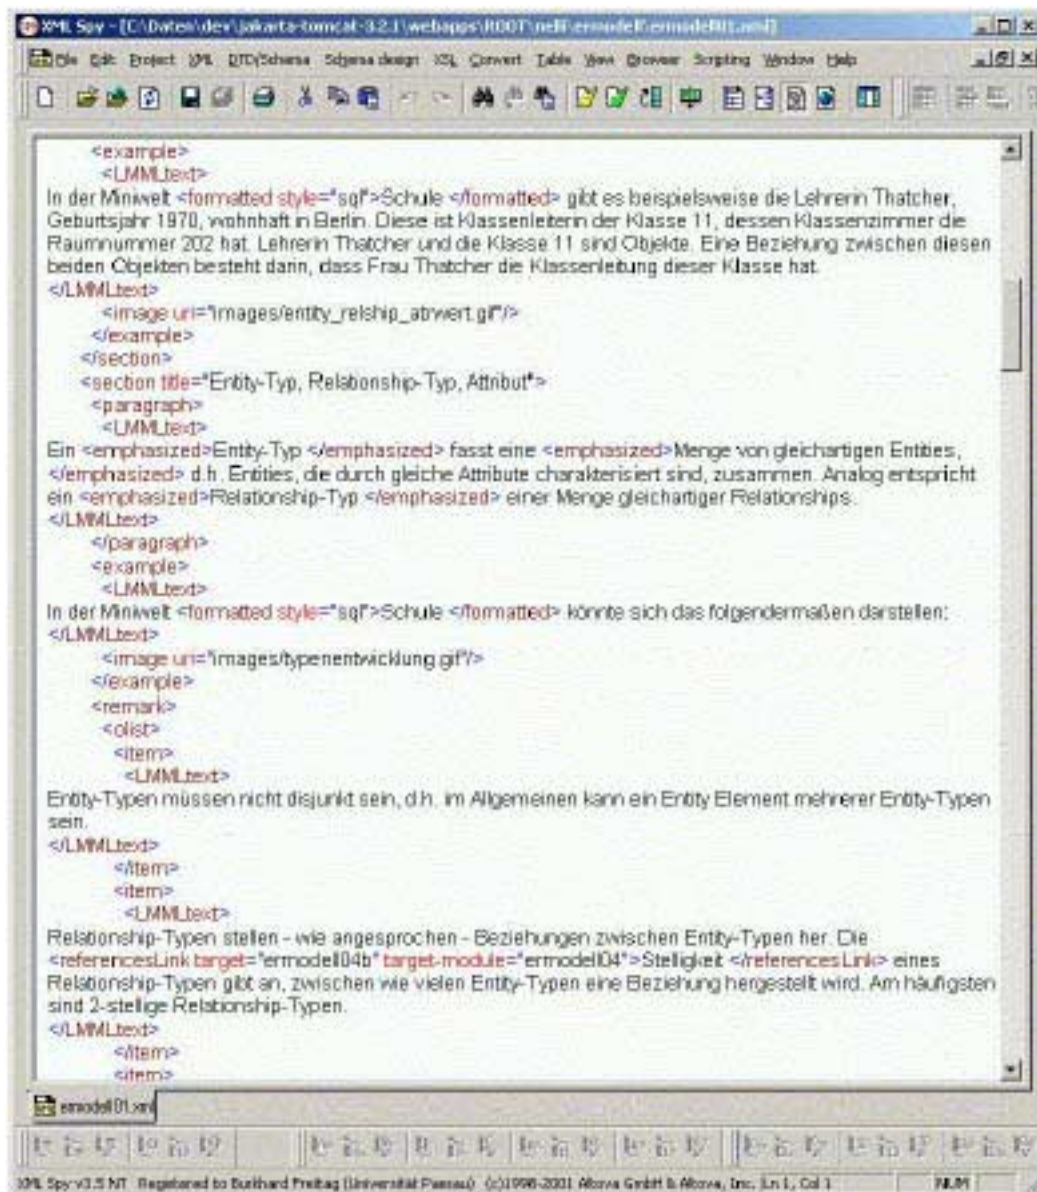 XML Spy - [C:\Daten\dev\jakarta-tomcat-3.2.1\webapps\ROOT\nelli\ermodell\ermodell01.xml]
File Edit Project XML DTD/Schema Schema design XSL Convert Table View Browser Scripting Window Help
<example>
<LMMLtext>
In der Miniwelt <formatted style="sql">Schule </formatted> gibt es beispielsweise die Lehrerin Thatcher,
Geburtsjahr 1970, wohnhaft in Berlin. Diese ist Klassenleiterin der Klasse 11, dessen Klassenzimmer die
Raumnummer 202 hat. Lehrerin Thatcher und die Klasse 11 sind Objekte. Eine Beziehung zwischen diesen
beiden Objekten besteht darin, dass Frau Thatcher die Klassenleitung dieser Klasse hat.
</LMMLtext>
<image uri="images/entity_relship_atrwert.gif"/>
</example>
</section>
<section title="Entity-Typ, Relationship-Typ, Attribut">
<paragraph>
<LMMLtext>
Ein <emphasized>Entity-Typ </emphasized> fasst eine <emphasized>Menge von gleichartigen Entities,
</emphasized> d.h. Entities, die durch gleiche Attribute charakterisiert sind, zusammen. Analog entspricht
ein <emphasized>Relationship-Typ </emphasized> einer Menge gleichartiger Relationships.
</LMMLtext>
</paragraph>
<example>
<LMMLtext>
In der Miniwelt <formatted style="sql">Schule </formatted> könnte sich das folgendermaßen darstellen:
</LMMLtext>
<image uri="images/typenentwicklung.gif"/>
</example>
<remark>
<olist>
<item>
<LMMLtext>
Entity-Typen müssen nicht disjunkt sein, d.h. im Allgemeinen kann ein Entity Element mehrerer Entity-Typen
sein.
</LMMLtext>
</item>
<item>
<LMMLtext>
Relationship-Typen stellen - wie angesprochen - Beziehungen zwischen Entity-Typen her. Die
<referencesLink target="ermodell04b" target-module="ermodell04">Stelligkeit </referencesLink> eines
Relationship-Typen gibt an, zwischen wie vielen Entity-Typen eine Beziehung hergestellt wird. Am häufigsten
sind 2-stellige Relationship-Typen.
</LMMLtext>
</item>
<item>
ermodell01.xml
XML Spy v3.5 NT Registered to Burkhard Freitag (Universität Passau) (c)1998-2001 Altova GmbH & Altova, Inc. Ln 1, Col 1 NUM